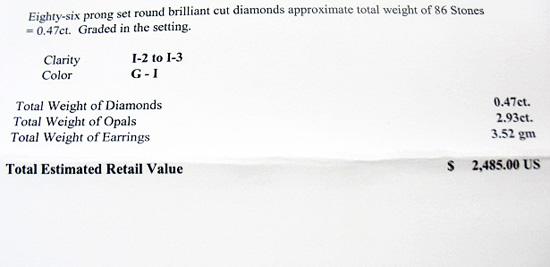 Eighty-six prong set round brilliant cut diamonds approximate total weight of 86 Stones
= 0.47ct. Graded in the setting.
Clarity I-2 to I-3
Color G - I
Total Weight of Diamonds 0.47ct.
Total Weight of Opals 2.93ct.
Total Weight of Earrings 3.52 gm
Total Estimated Retail Value $ 2,485.00 US